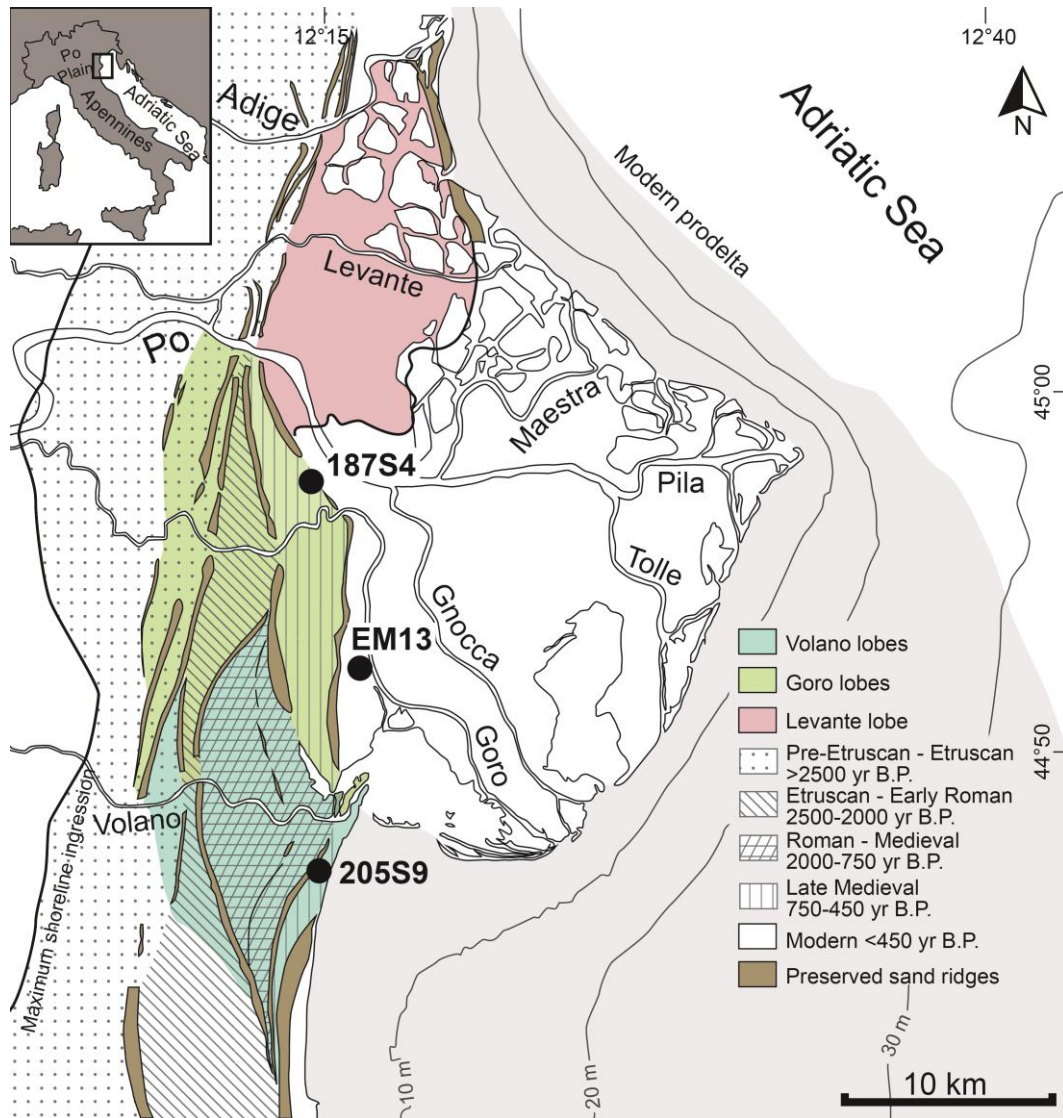 Po
Plain
Adriatic Sea
Apennines
12°15
12°40
N
Adriatic Sea
Adige
Modern prodelta
Levante
Po
45°00
Maestra
187S4
Pila
Tolle
Gnocca
EM13
Goro
44°50
Volano
205S9
Maximum shoreline ingression
Volano lobes
Goro lobes
Levante lobe
Pre-Etruscan - Etruscan
>2500 yr B.P.
Etruscan - Early Roman
2500-2000 yr B.P.
Roman - Medieval
2000-750 yr B.P.
Late Medieval
750-450 yr B.P.
Modern <450 yr B.P.
Preserved sand ridges
10 m
20 m
30 m
10 km